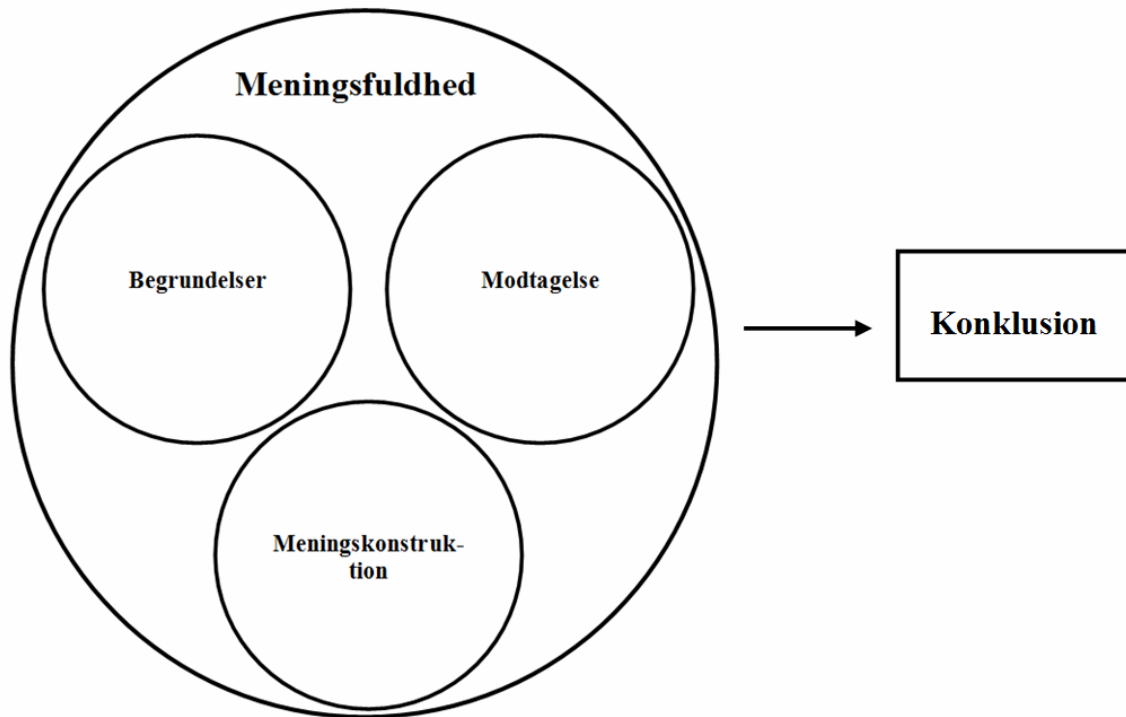 Meningsfuldhed
Begrundelser
Modtagelse
Konklusion
Meningskonstruk-
tion